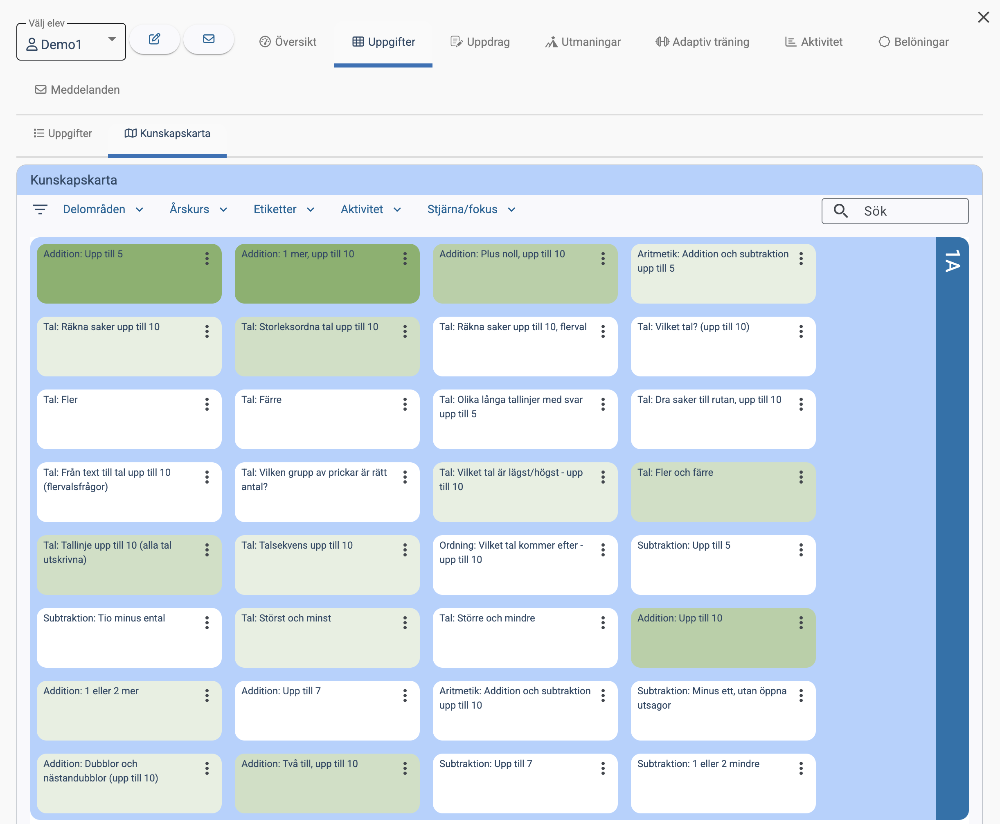 Välj elev
Demo1
Översikt
Uppgifter
Uppdrag
Utmaningar
Adaptiv träning
Aktivitet
Belöningar
Meddelanden
Uppgifter
Kunskapskarta
Kunskapskarta
Delområden
Årskurs
Etiketter
Aktivitet
Stjärna/fokus
Sök
1A
Addition: Upp till 5
Addition: 1 mer, upp till 10
Addition: Plus noll, upp till 10
Aritmetik: Addition och subtraktion
upp till 5
Tal: Räkna saker upp till 10
Tal: Storleksordna tal upp till 10
Tal: Räkna saker upp till 10, flerval
Tal: Vilket tal? (upp till 10)
Tal: Fler
Tal: Färre
Tal: Olika långa tallinjer med svar
upp till 5
Tal: Dra saker till rutan, upp till 10
Tal: Från text till tal upp till 10
(flervalsfrågor)
Tal: Vilken grupp av prickar är rätt
antal?
Tal: Vilket tal är lägst/högst - upp
till 10
Tal: Fler och färre
Tal: Tallinje upp till 10 (alla tal
utskrivna)
Tal: Talsekvens upp till 10
Ordning: Vilket tal kommer efter -
upp till 10
Subtraktion: Upp till 5
Subtraktion: Tio minus ental
Tal: Störst och minst
Tal: Större och mindre
Addition: Upp till 10
Addition: 1 eller 2 mer
Addition: Upp till 7
Aritmetik: Addition och subtraktion
upp till 10
Subtraktion: Minus ett, utan öppna
utsagor
Addition: Dubblor och
nästandubblor (upp till 10)
Addition: Två till, upp till 10
Subtraktion: Upp till 7
Subtraktion: 1 eller 2 mindre